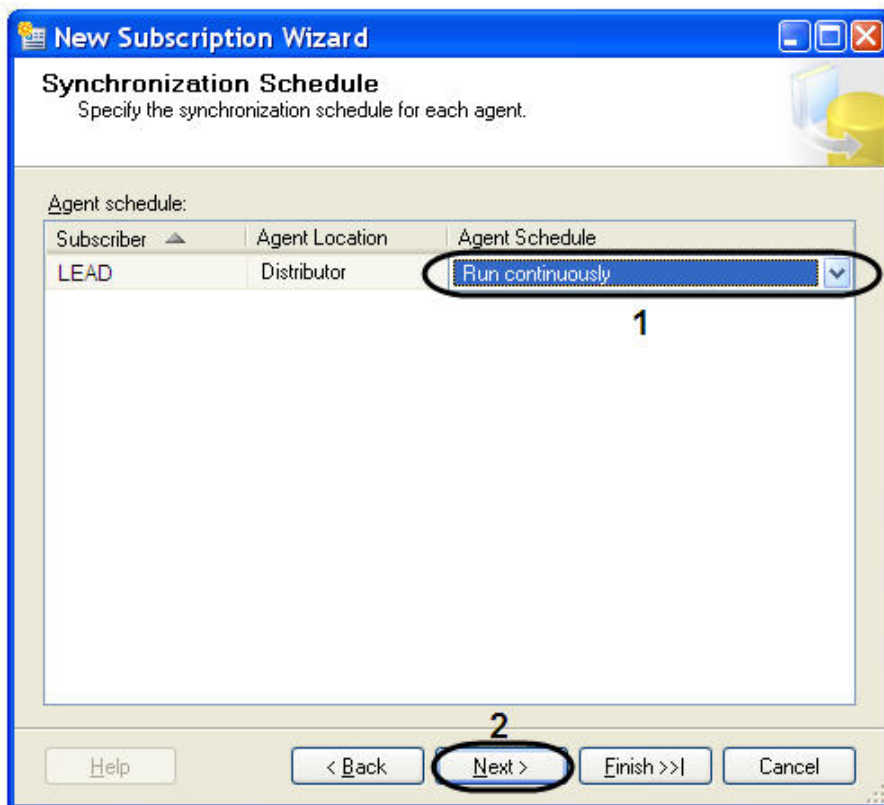 New Subscription Wizard
Synchronization Schedule
Specify the synchronization schedule for each agent.
Agent schedule:
Subscriber Agent Location Agent Schedule
LEAD Distributor Run continuously
1
2
Help < Back Next > Finish >>| Cancel